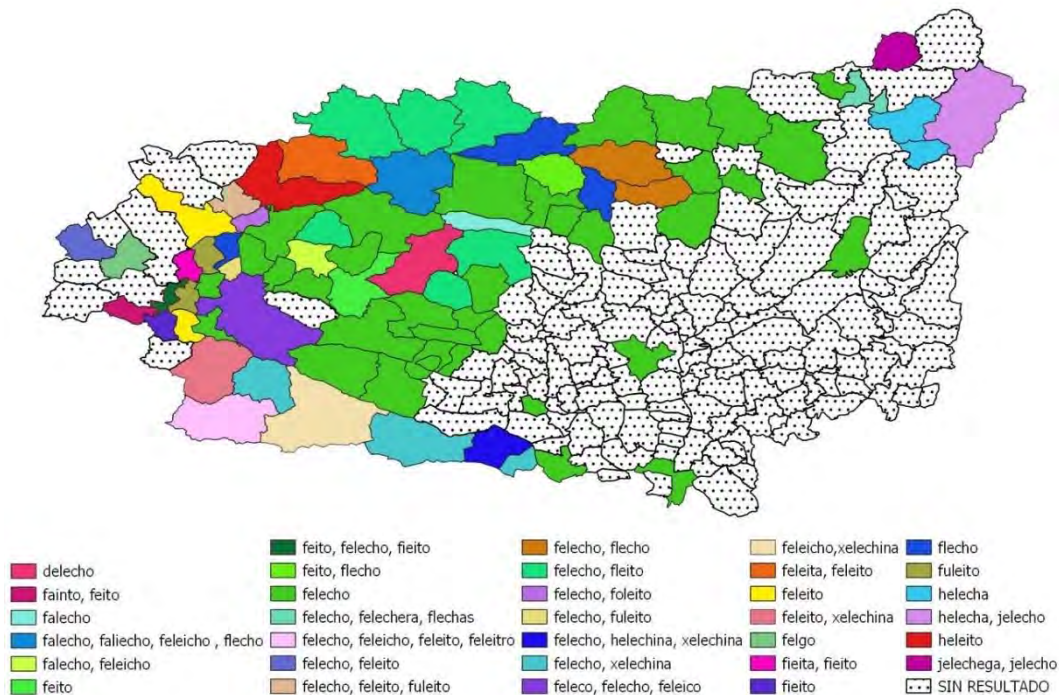 delecho
fainto, feito
falecho
falecho, faliecho, feleicho , flecho
falecho, feleicho
feito
feito, felecho, fieito
feito, flecho
felecho
felecho, felechera, flechas
felecho, feleicho, feleito, feleitro
felecho, feleito
felecho, feleito, fuleito
felecho, flecho
felecho, fleito
felecho, foleito
felecho, fuleito
felecho, helechina, xelechina
felecho, xelechina
feleco, felecho, feleico
feleicho,xelechina
feleita, feleito
feleito
feleito, xelechina
felgo
fieita, fieito
fieito
flecho
fuleito
helecha
helecha, jelecho
heleito
jelechega, jelecho
SIN RESULTADO